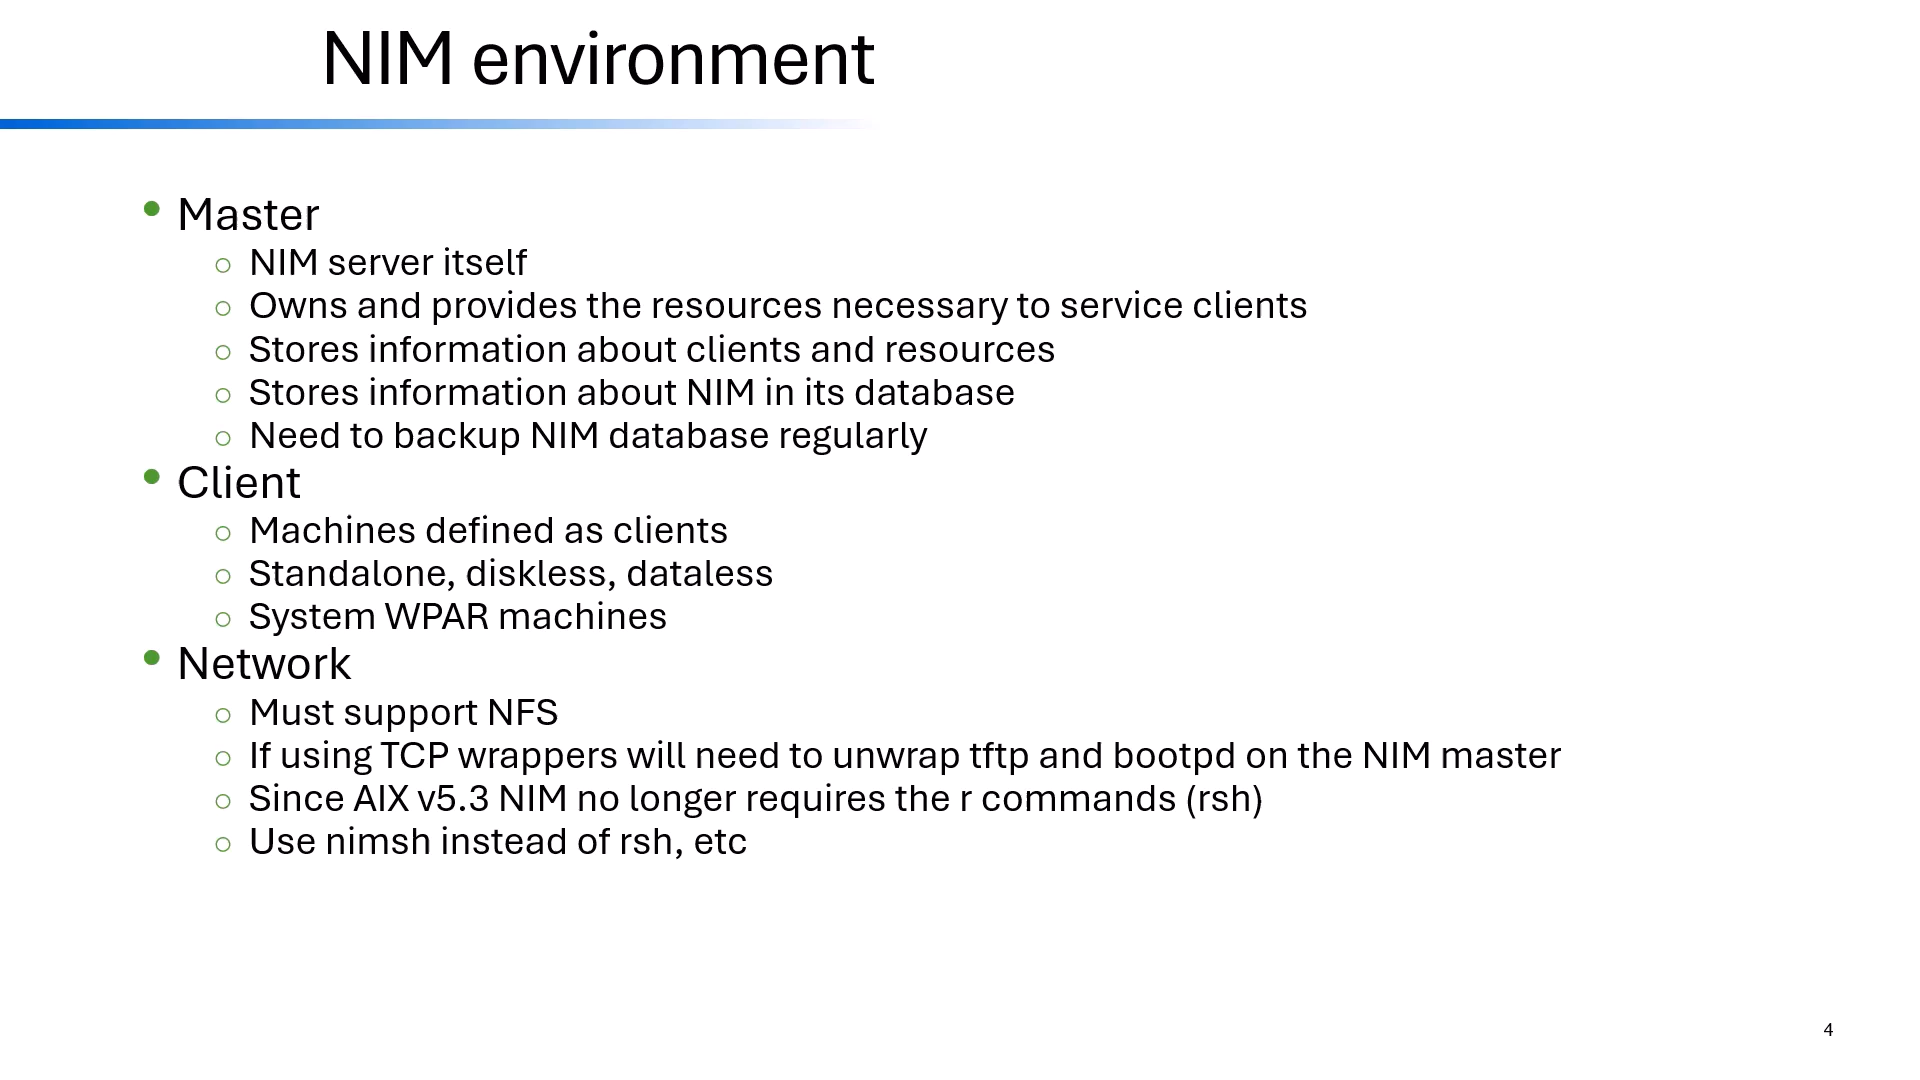 NIM environment
• Master
○ NIM server itself
○ Owns and provides the resources necessary to service clients
○ Stores information about clients and resources
○ Stores information about NIM in its database
○ Need to backup NIM database regularly
• Client
○ Machines defined as clients
○ Standalone, diskless, dataless
○ System WPAR machines
• Network
○ Must support NFS
○ If using TCP wrappers will need to unwrap tftp and bootpd on the NIM master
○ Since AIX v5.3 NIM no longer requires the r commands (rsh)
○ Use nimsh instead of rsh, etc
4